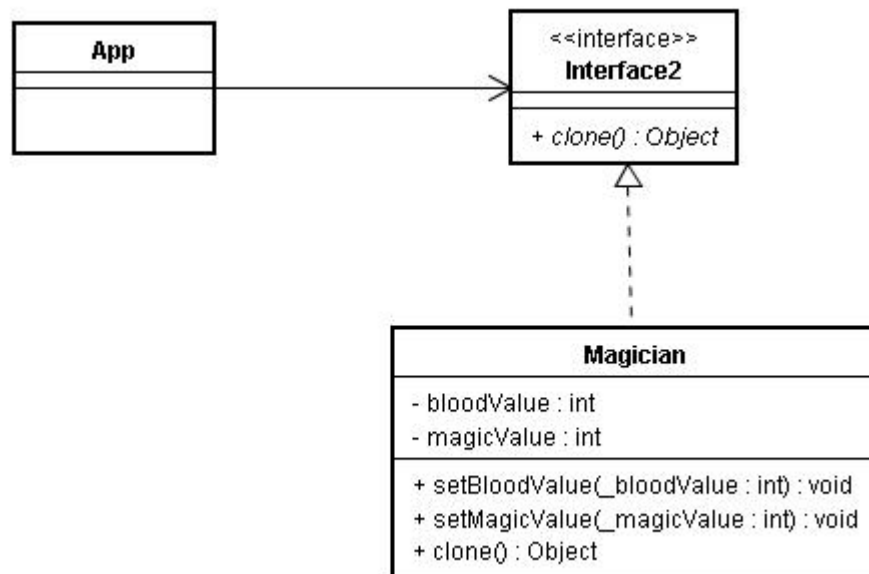 App
<<interface>>
Interface2
+ clone() : Object
Magician
- bloodValue : int
- magicValue : int
+ setBloodValue(_bloodValue : int) : void
+ setMagicValue(_magicValue : int) : void
+ clone() : Object